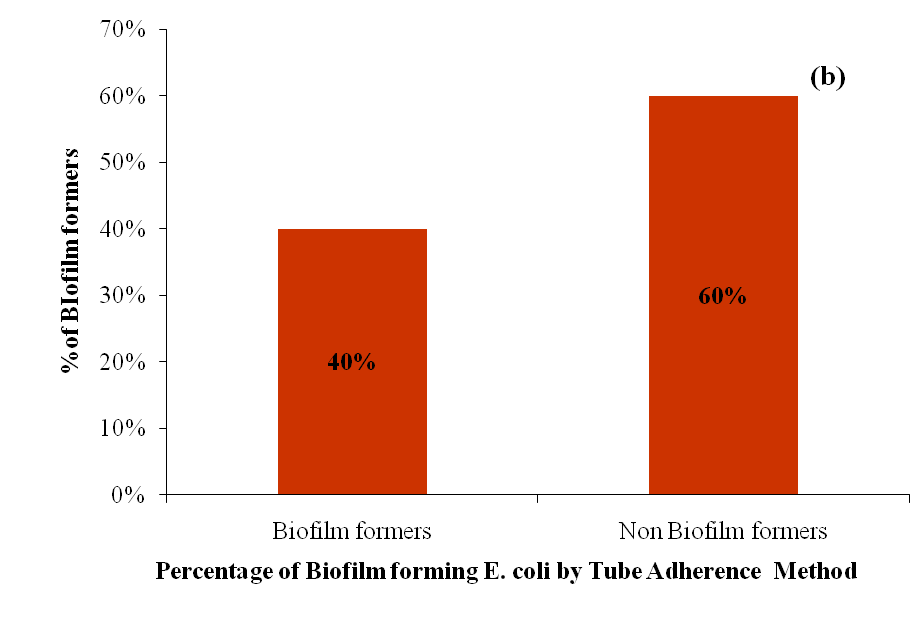 70%
(b)
60%
50%
40%
30%
20%
10%
0%
% of BIofilm formers
40%
60%
Biofilm formers
Non Biofilm formers
Percentage of Biofilm forming E. coli by Tube Adherence Method